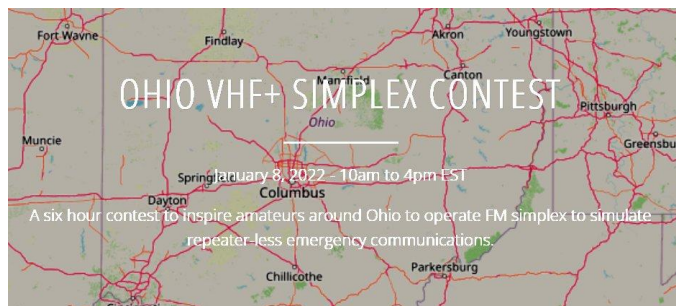 Fort Wayne
Findlay
Akron
Youngstown
Mansfield
Canton
OHIO VHF+ SIMPLEX CONTEST
Pittsburgh
Ohio
Muncie
Greensbu
January 8, 2022 - 10am to 4pm EST
Dayton
Columbus
A six hour contest to inspire amateurs around Ohio to operate FM simplex to simulate
repeater-less emergency communications.
Chillicothe
Parkersburg